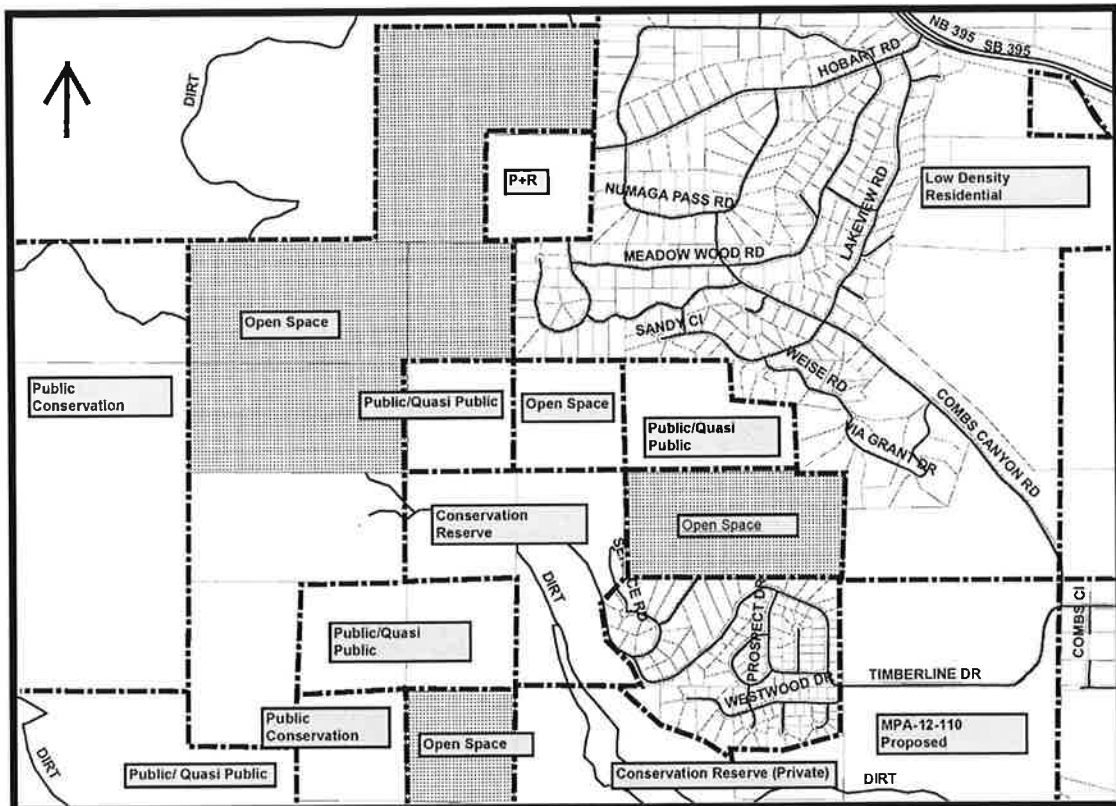 NB 395
SB 395
HOBART RD
DIRT
P+R
Low Density
Residential
NUMAGA PASS RD
LAKEVIEW RD
MEADOW WOOD RD
Open Space
SANDY CI
WEISE RD
Public
Conservation
Public/Quasi Public
Open Space
COMBS CANYON RD
Public/Quasi
Public
VIA GRANT DR
Conservation
Reserve
Open Space
DIRT
PROSPECT DR
COMBS CI
Public/Quasi
Public
TIMBERLINE DR
WESTWOOD DR
Public
Conservation
Open Space
MPA-12-110
Proposed
DIRT
Public/ Quasi Public
Conservation Reserve (Private)
DIRT